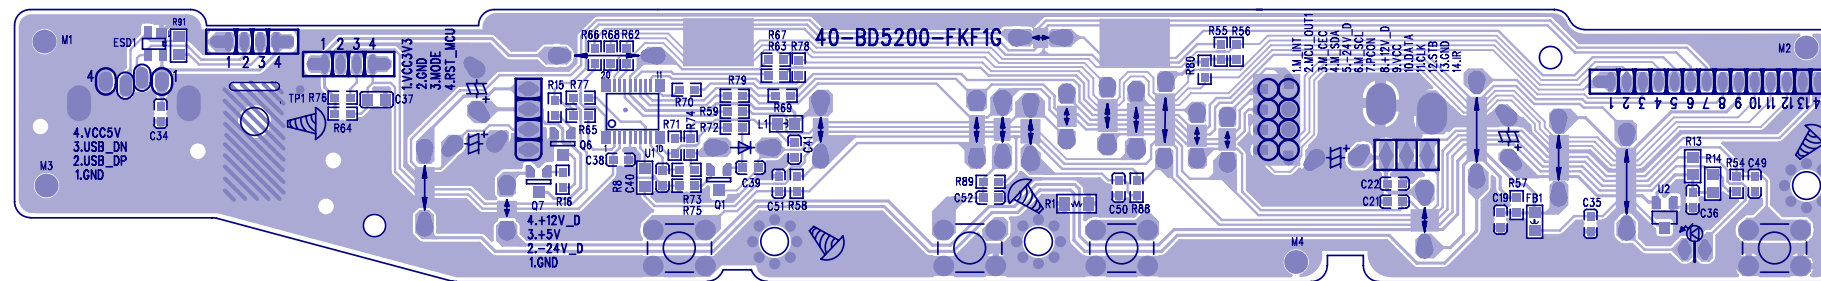 M1
ESD1
R91
4
1
4.VCC5V
3.USB_DN
2.USB_DP
1.GND
M3
C34
1 2 3 4
1 2 3 4
TP1
R76
R64
C37
1.VCC3V3
2.GND
3.MODE
4.RST_MCU
R66
R68
R62
20
11
R15
R77
R65
Q6
C38
1
10
U1
R8
C40
R16
Q7
4.+12V_D
3.+5V
2.-24V_D
1.GND
R70
R71
R74
R73
R75
R79
R59
R72
Q1
R67
R63
R78
R69
L1
C41
C39
C51
R58
40-BD5200-FKF1G
R89
C52
R1
C50
R88
R80
R55
R56
1.M_INT
2.MCU_OUT1
3.M_CEC
4.M_SDA
5.-24V_D
6.M_SCL
7.PCON
8.+12V_D
9.VCC
10.DATA
11.CLK
12.STB
13.GND
14.IR
M4
C22
C21
C19
R57
FB1
C35
U2
R13
R14
C36
R54
C49
M2
1 2 3 4 5 6 7 8 9 10 11 12 13 14